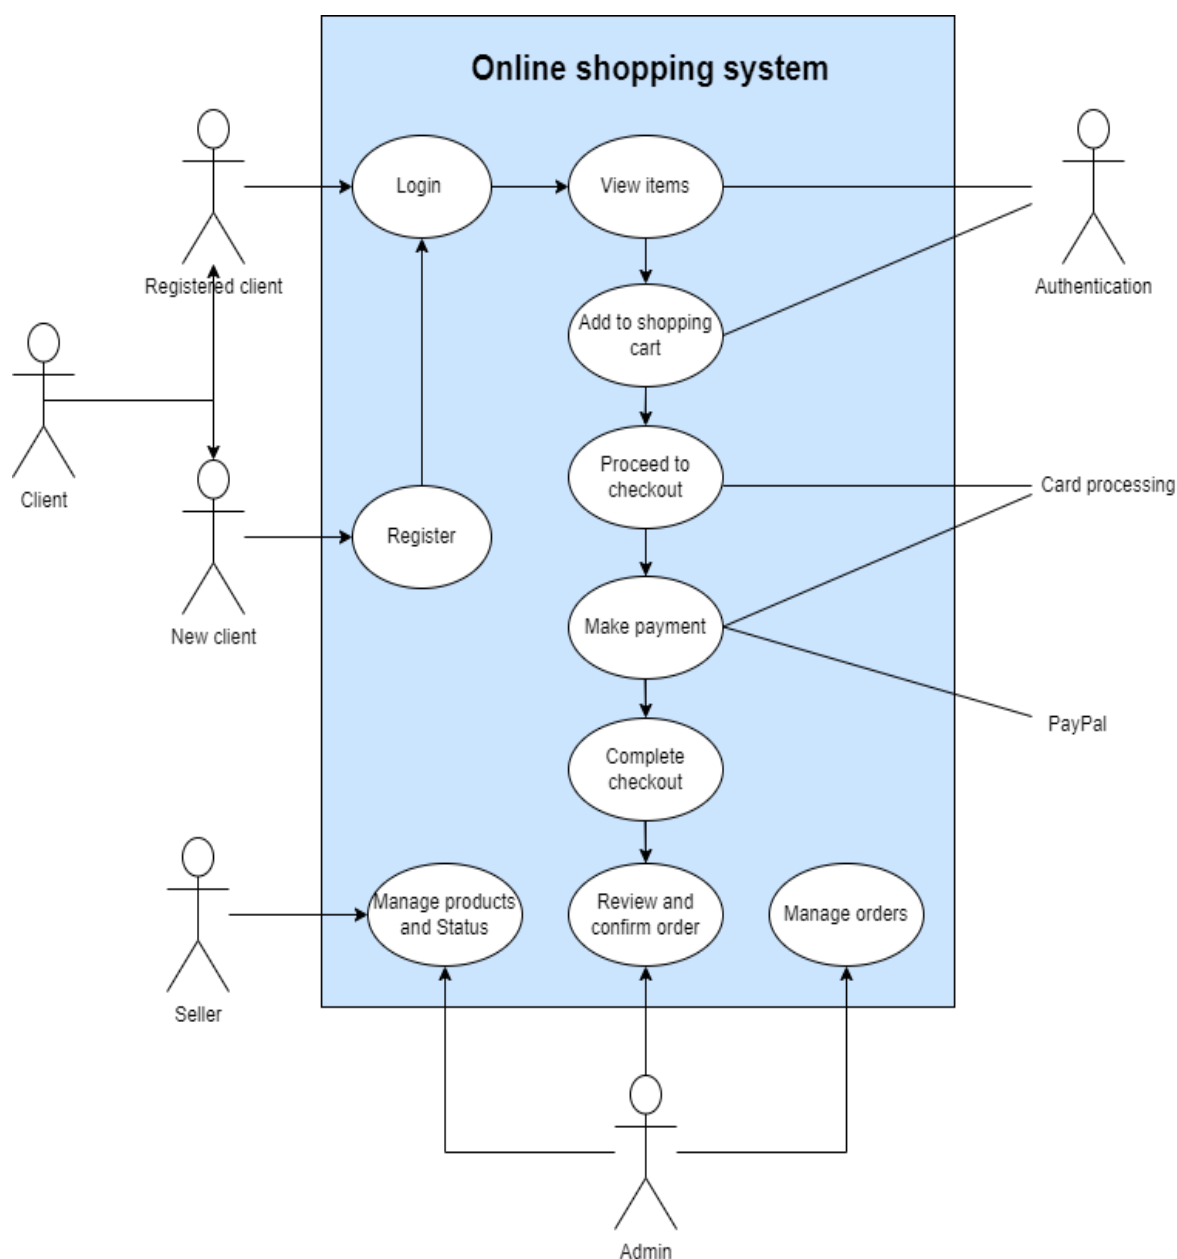 Online shopping system
Login
View items
Registered client
Authentication
Add to shopping
cart
Client
Proceed to
checkout
Card processing
Register
New client
Make payment
PayPal
Complete
checkout
Manage products
and Status
Review and
confirm order
Manage orders
Seller
Admin